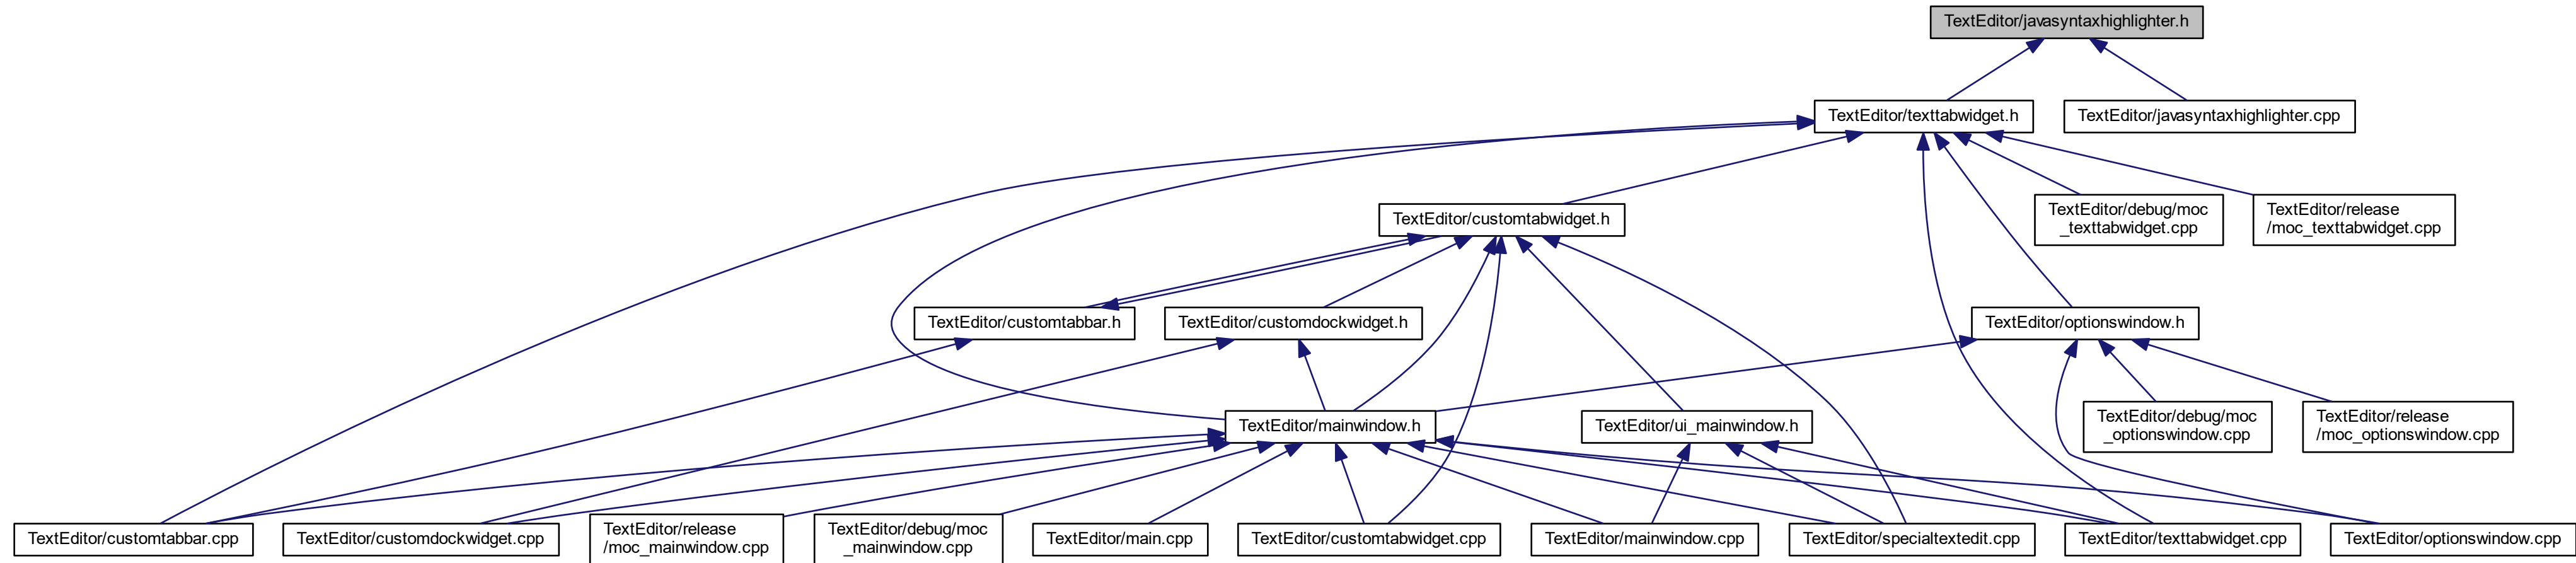 TextEditor/javasyntaxhighlighter.h
TextEditor/texttabwidget.h
TextEditor/javasyntaxhighlighter.cpp
TextEditor/customtabwidget.h
TextEditor/debug/moc
_texttabwidget.cpp
TextEditor/release
/moc_texttabwidget.cpp
TextEditor/customtabbar.h
TextEditor/customdockwidget.h
TextEditor/optionswindow.h
TextEditor/mainwindow.h
TextEditor/ui_mainwindow.h
TextEditor/debug/moc
_optionswindow.cpp
TextEditor/release
/moc_optionswindow.cpp
TextEditor/customtabbar.cpp
TextEditor/customdockwidget.cpp
TextEditor/release
/moc_mainwindow.cpp
TextEditor/debug/moc
_mainwindow.cpp
TextEditor/main.cpp
TextEditor/customtabwidget.cpp
TextEditor/mainwindow.cpp
TextEditor/specialtextedit.cpp
TextEditor/texttabwidget.cpp
TextEditor/optionswindow.cpp